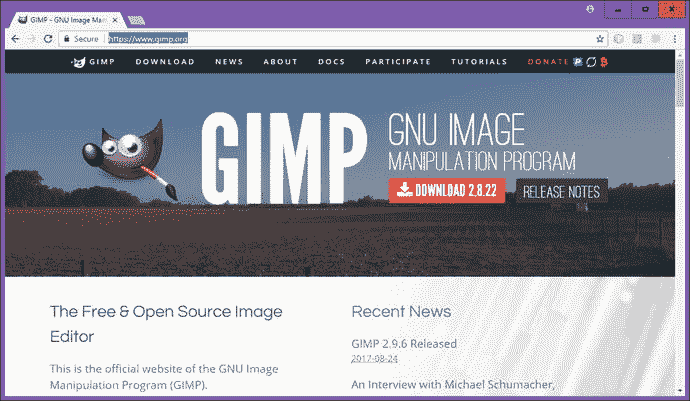 GIMP - GNU Image Man
Secure
https://www.gimp.org
GIMP DOWNLOAD NEWS ABOUT DOCS PARTICIPATE TUTORIALS DONATE
GIMP
GNU IMAGE
MANIPULATION PROGRAM
DOWNLOAD 2.8.22
RELEASE NOTES
The Free & Open Source Image
Editor
This is the official website of the GNU Image
Manipulation Program (GIMP).
Recent News
GIMP 2.9.6 Released
2017-08-24
An Interview with Michael Schumacher,